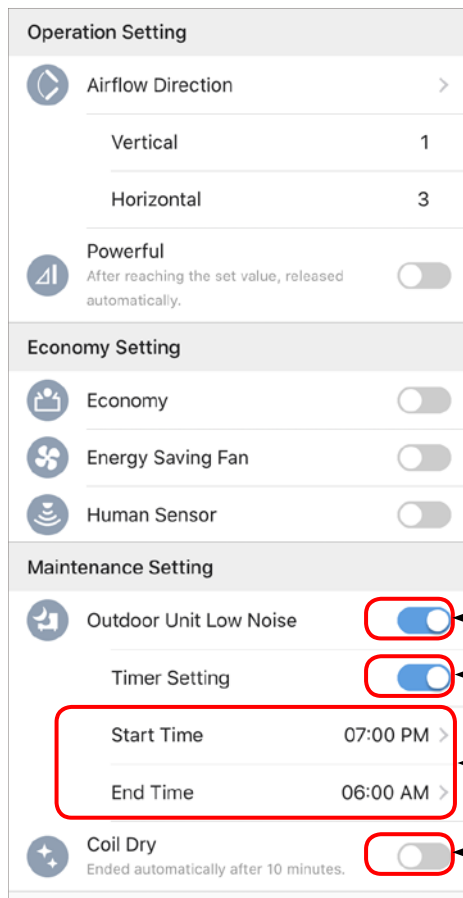 Operation Setting
Airflow Direction
Vertical 1
Horizontal 3
Powerful
After reaching the set value, released
automatically.
Economy Setting
Economy
Energy Saving Fan
Human Sensor
Maintenance Setting
Outdoor Unit Low Noise
Timer Setting
Start Time 07:00 PM
End Time 06:00 AM
Coil Dry
Ended automatically after 10 minutes.